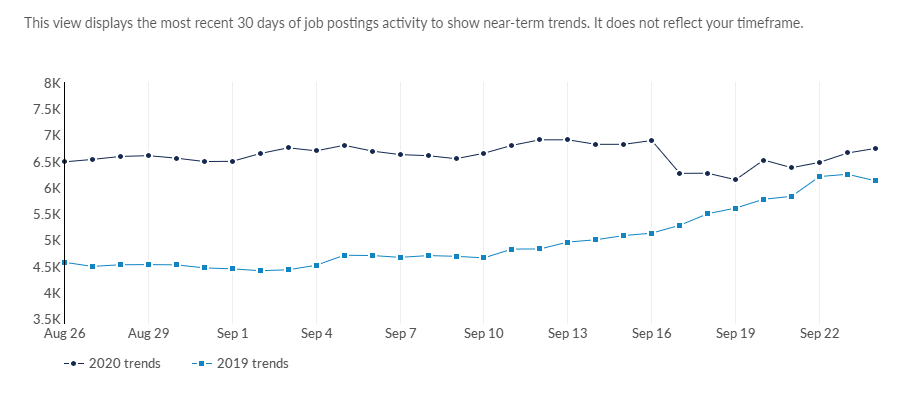 This view displays the most recent 30 days of job postings activity to show near-term trends. It does not reflect your timeframe.
8K
7.5K
7K
6.5K
6K
5.5K
5K
4.5K
4K
3.5K
Aug 26 Aug 29 Sep 1 Sep 4 Sep 7 Sep 10 Sep 13 Sep 16 Sep 19 Sep 22
2020 trends 2019 trends